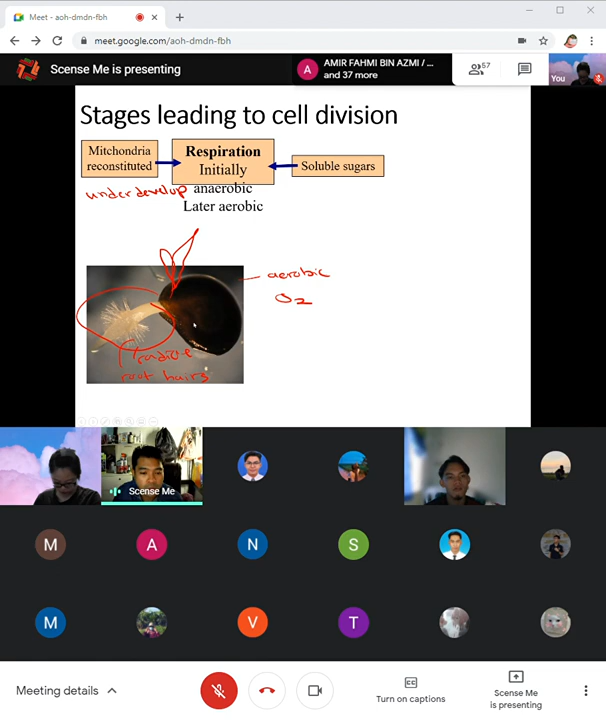 Meet - aoh-dmdn-fbh
meet.google.com/aoh-dmdn-fbh
Scense Me is presenting
A
AMIR FAHMI BIN AZMI / ...
and 37 more
57
You
Stages leading to cell division
Mitchondria
reconstituted
Respiration
Initially
anaerobic
Later aerobic
Soluble sugars
underdevelop
aerobic
O2
radicle
root hairs
Scense Me
M
A
N
S
M
V
T
Meeting details
CC
Turn on captions
Scense Me
is presenting